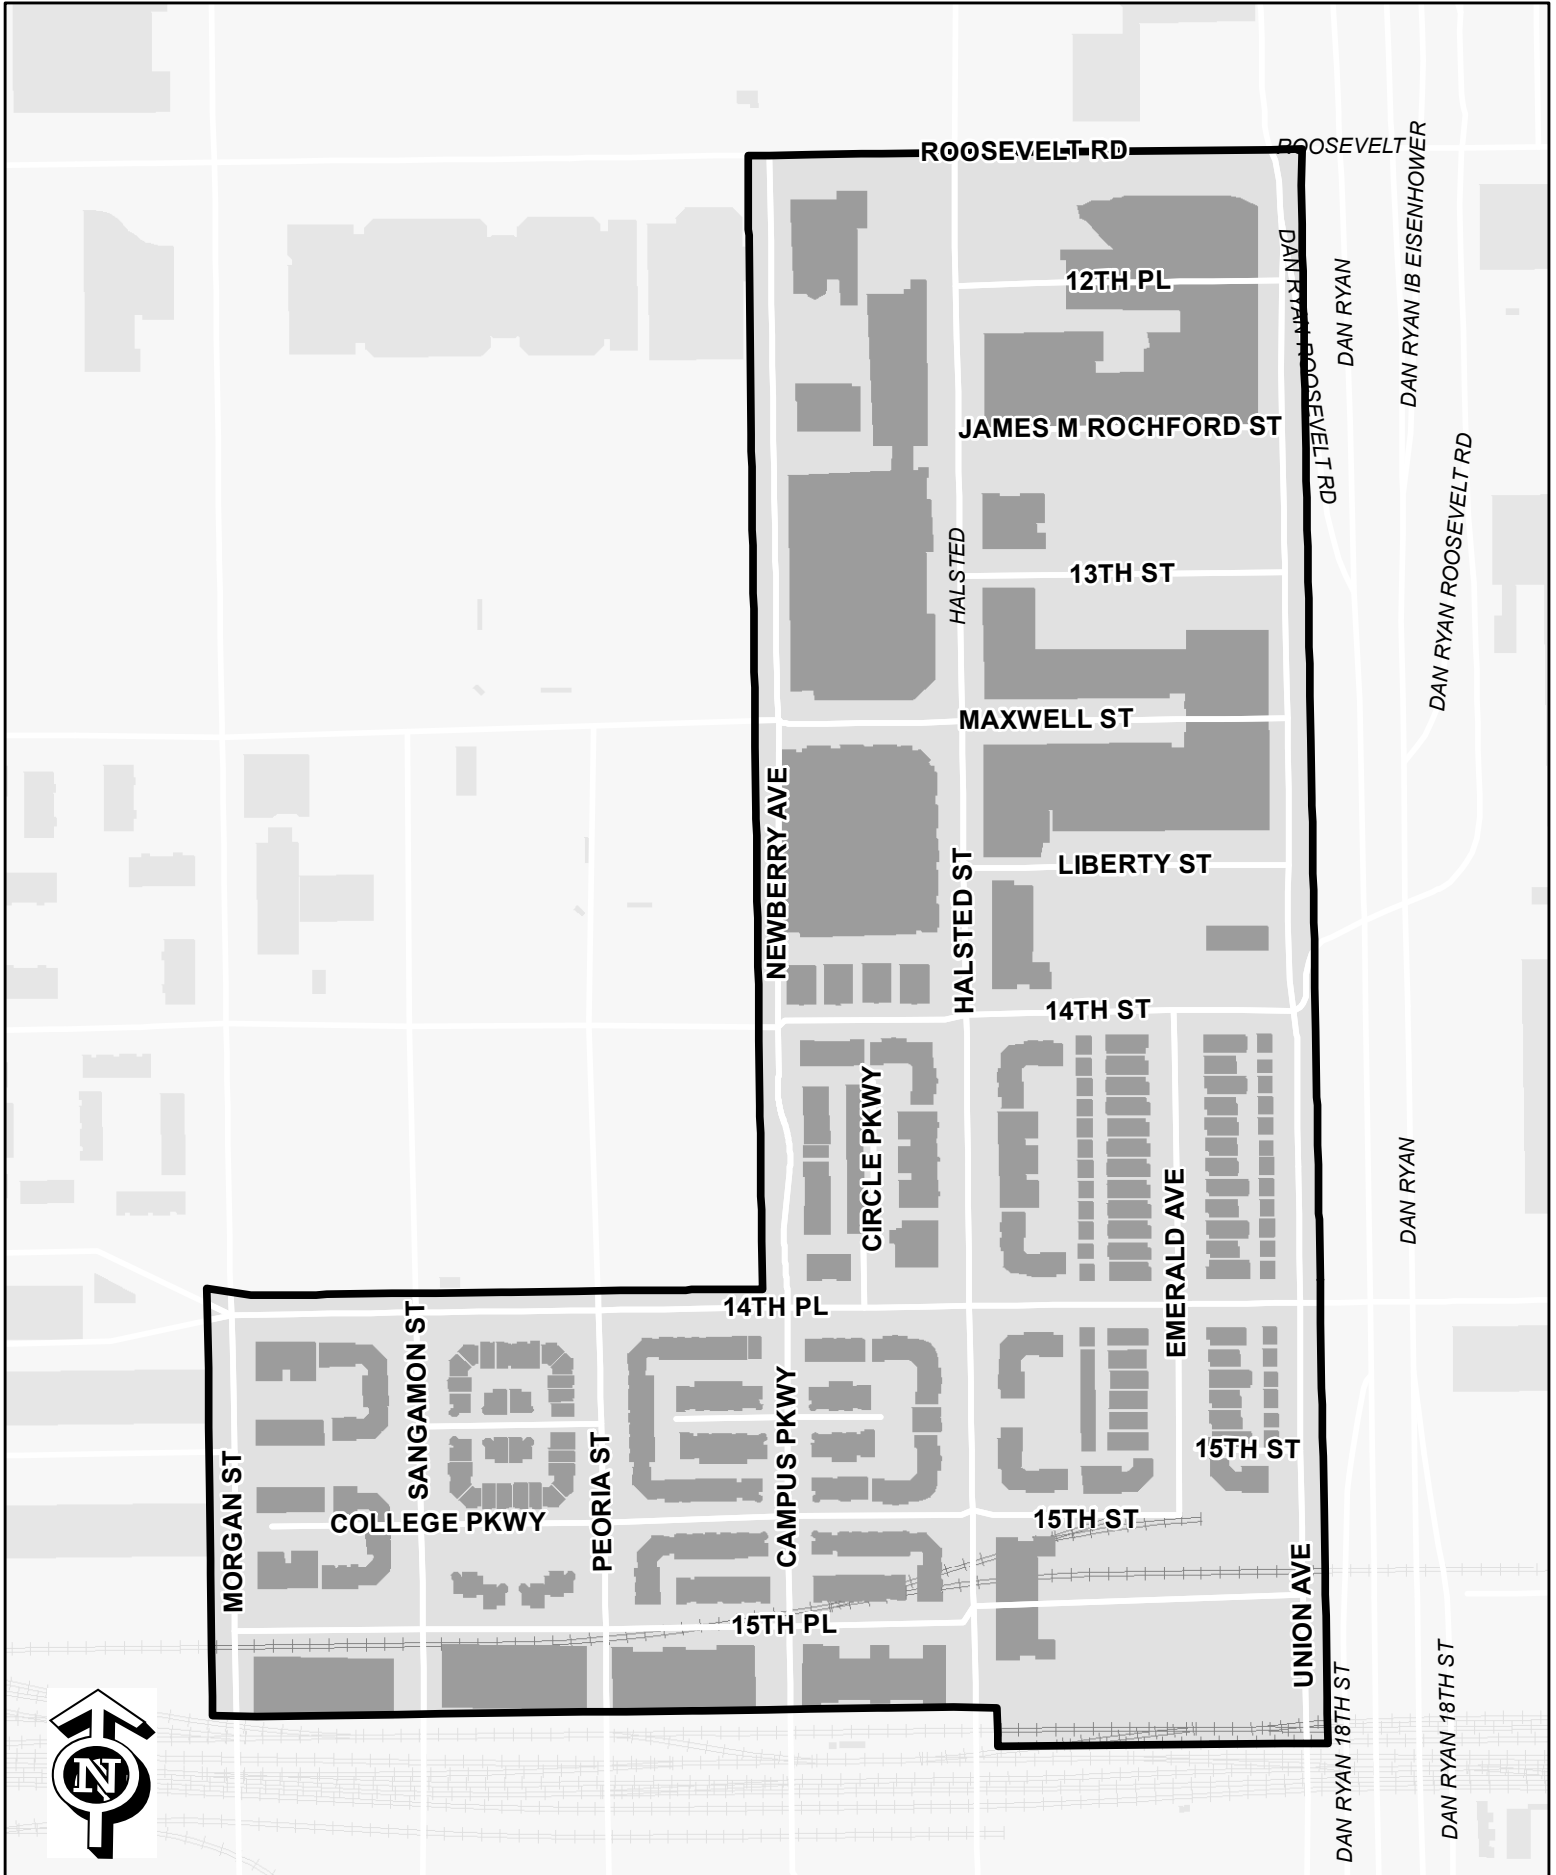 ROOSEVELT RD
ROOSEVELT
DAN RYAN IB EISENHOWER
DAN RYAN
DAN RYAN ROOSEVELT RD
12TH PL
JAMES M ROCHFORD ST
DAN RYAN ROOSEVELT RD
HALSTED
13TH ST
MAXWELL ST
NEWBERRY AVE
HALSTED ST
LIBERTY ST
14TH ST
CIRCLE PKWY
EMERALD AVE
DAN RYAN
14TH PL
SANGAMON ST
CAMPUS PKWY
MORGAN ST
PEORIA ST
15TH ST
COLLEGE PKWY
15TH ST
UNION AVE
15TH PL
DAN RYAN 18TH ST
DAN RYAN 18TH ST
N